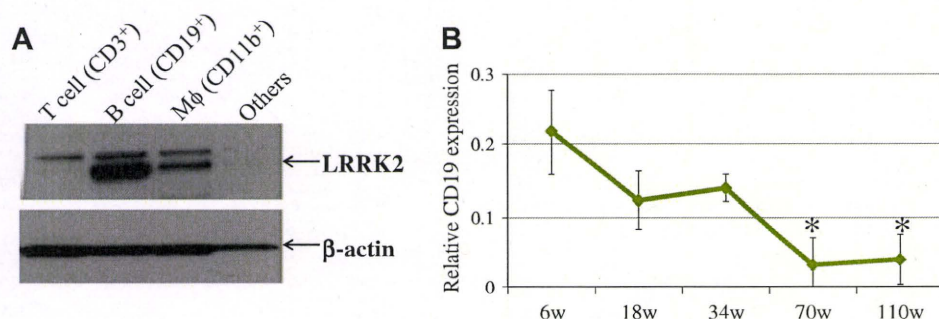 A
T cell (CD3+)
B cell (CD19+)
Mϕ (CD11b+)
Others
LRRK2
β-actin
B
Relative CD19 expression
0.3
0.2
0.1
0
*
*
6w
18w
34w
70w
110w